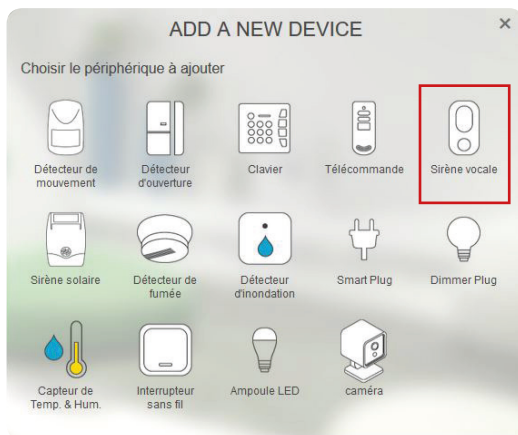 ADD A NEW DEVICE
×
Choisir le périphérique à ajouter
Détecteur de
mouvement
Détecteur
d'ouverture
Clavier
Télécommande
Sirène vocale
Sirène solaire
Détecteur de
fumée
Détecteur
d'inondation
Smart Plug
Dimmer Plug
Capteur de
Temp. & Hum.
Interrupteur
sans fil
Ampoule LED
caméra